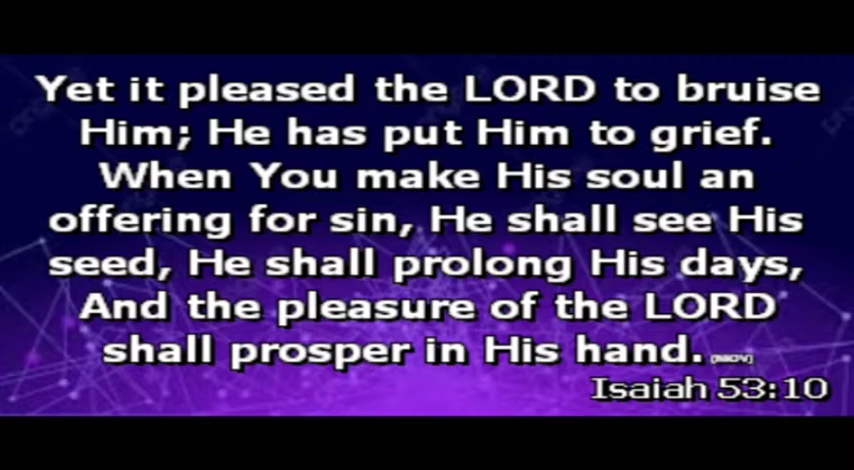 Yet it pleased the LORD to bruise
Him; He has put Him to grief.
When You make His soul an
offering for sin, He shall see His
seed, He shall prolong His days,
And the pleasure of the LORD
shall prosper in His hand.
Isaiah 53:10